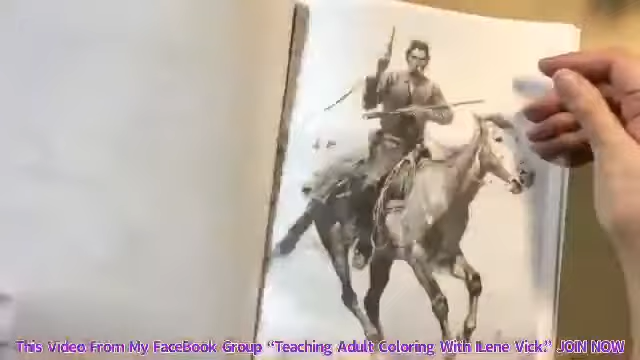 This Video From My FaceBook Group “Teaching Adult Coloring With ILene Vick!” JOIN NOW